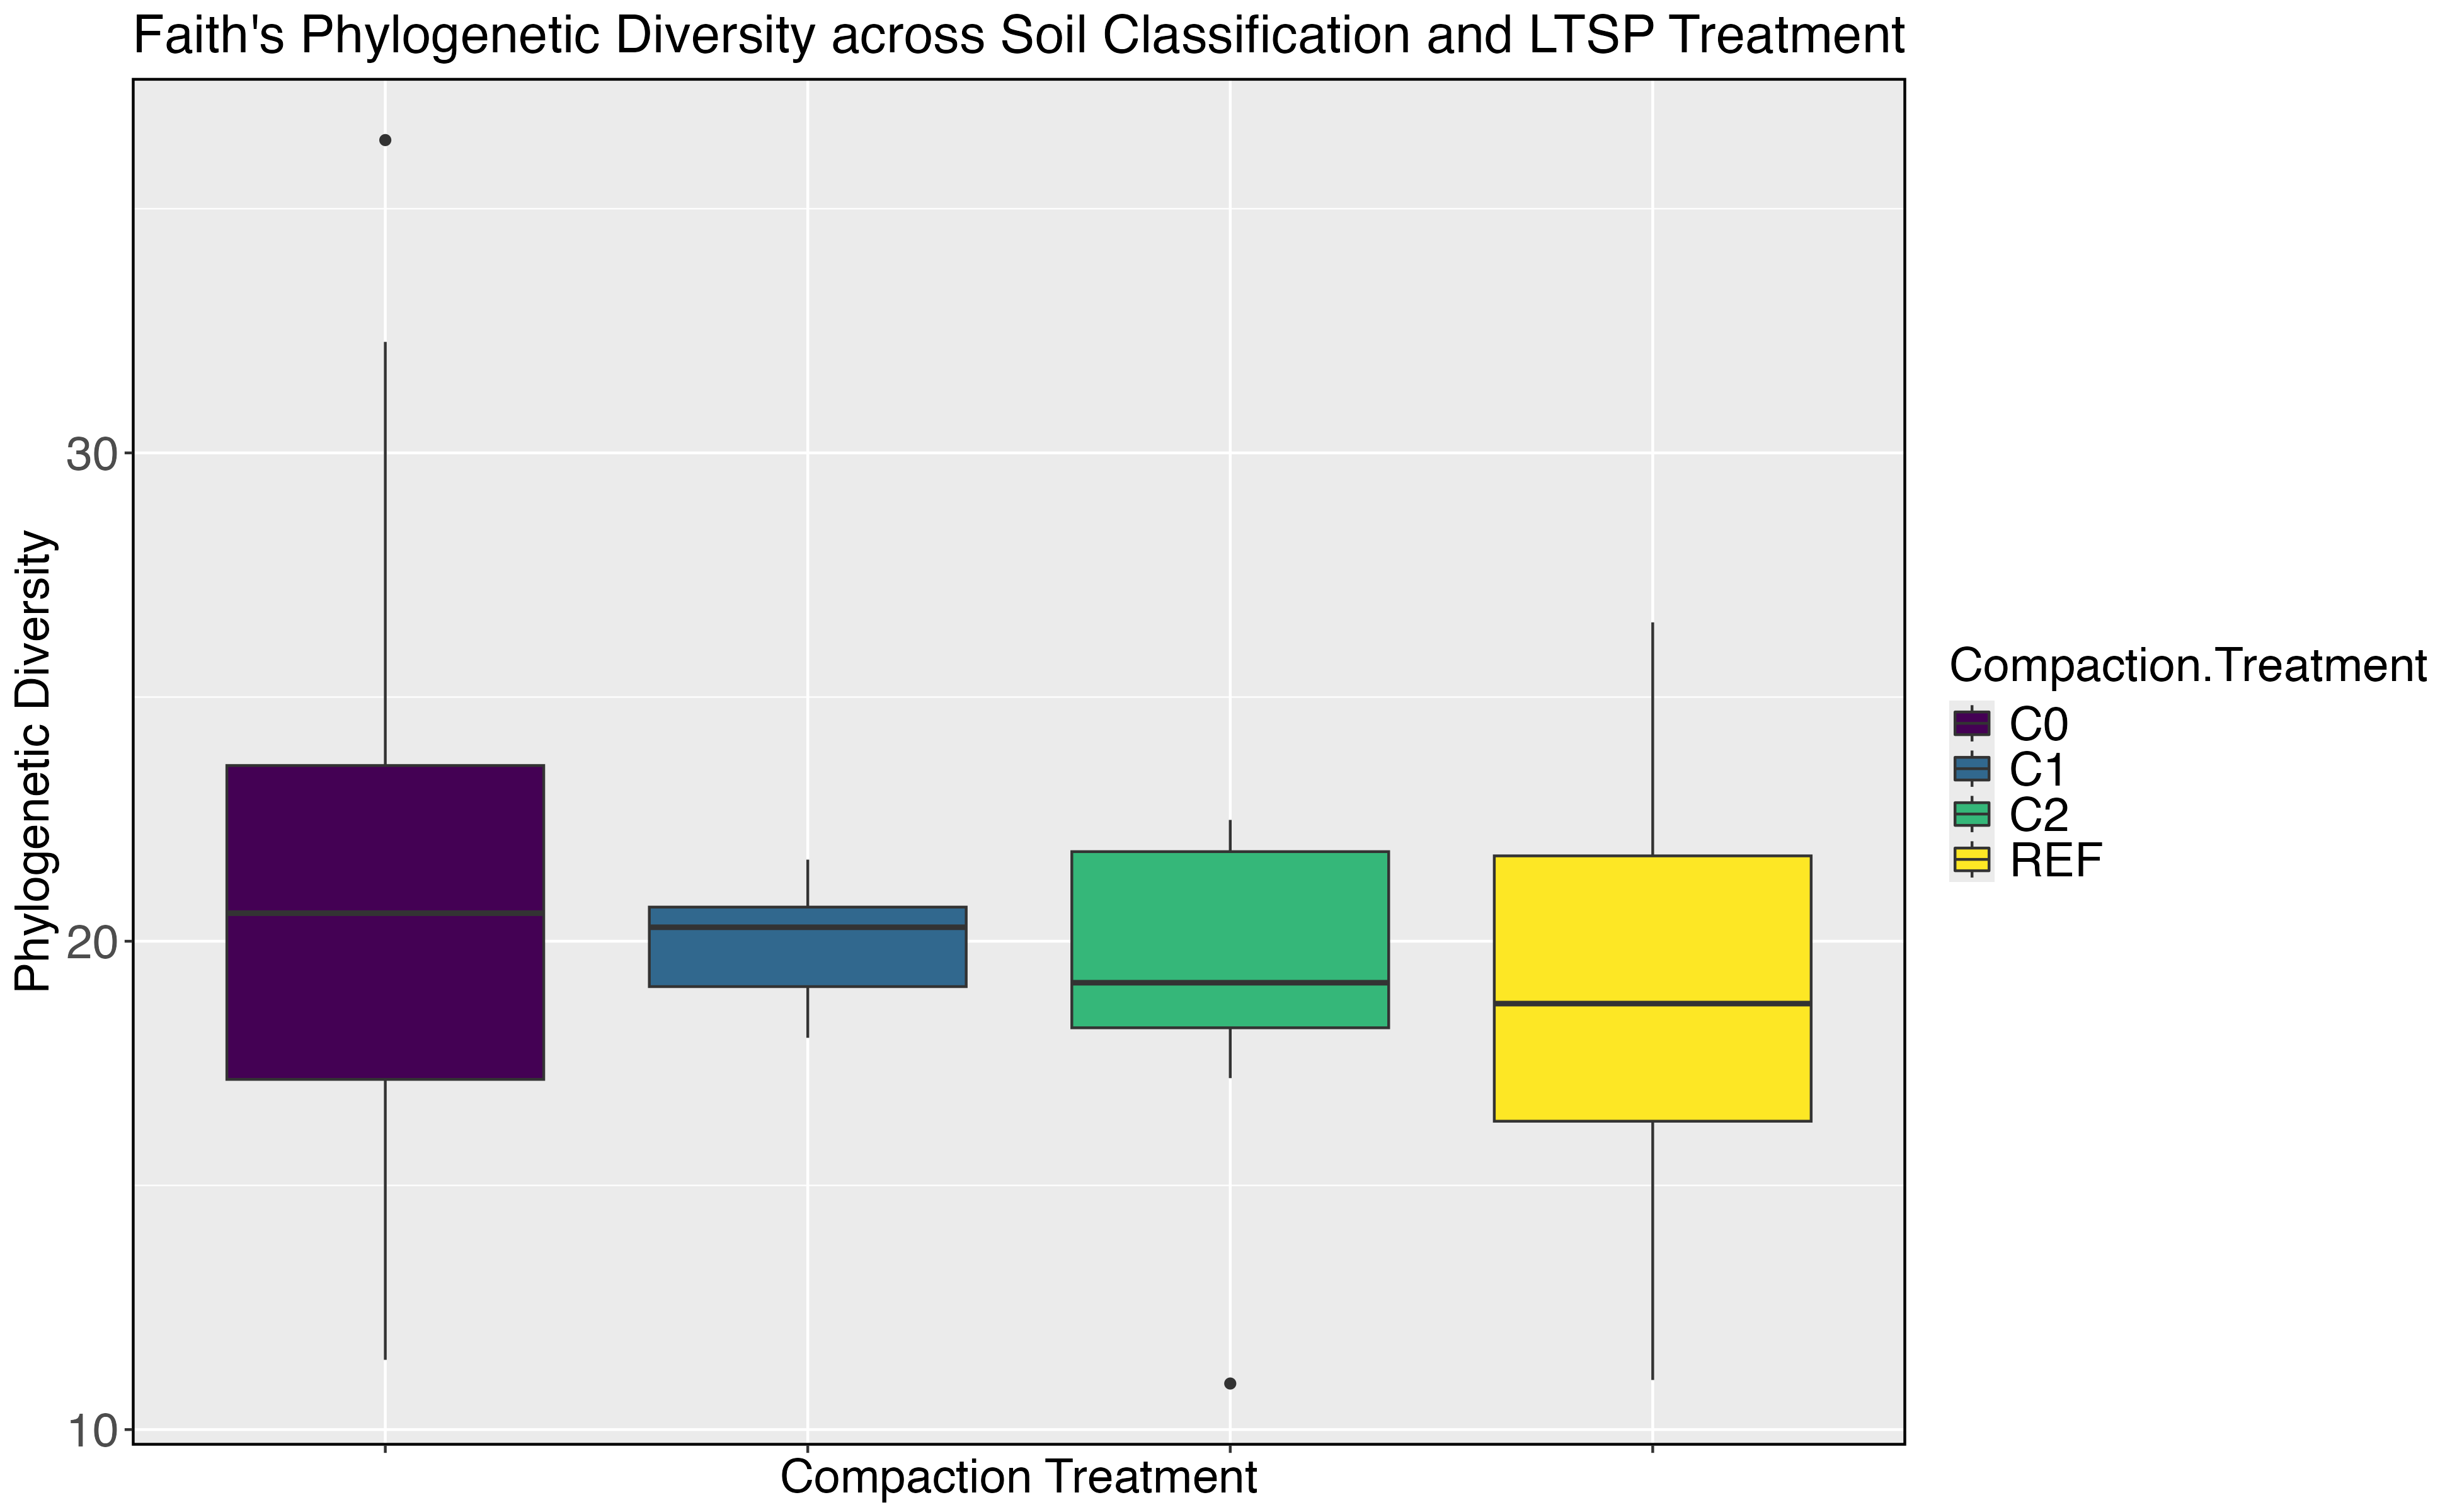 Faith's Phylogenetic Diversity across Soil Classification and LTSP Treatment
Phylogenetic Diversity
30
20
10
Compaction Treatment
Compaction.Treatment
C0
C1
C2
REF